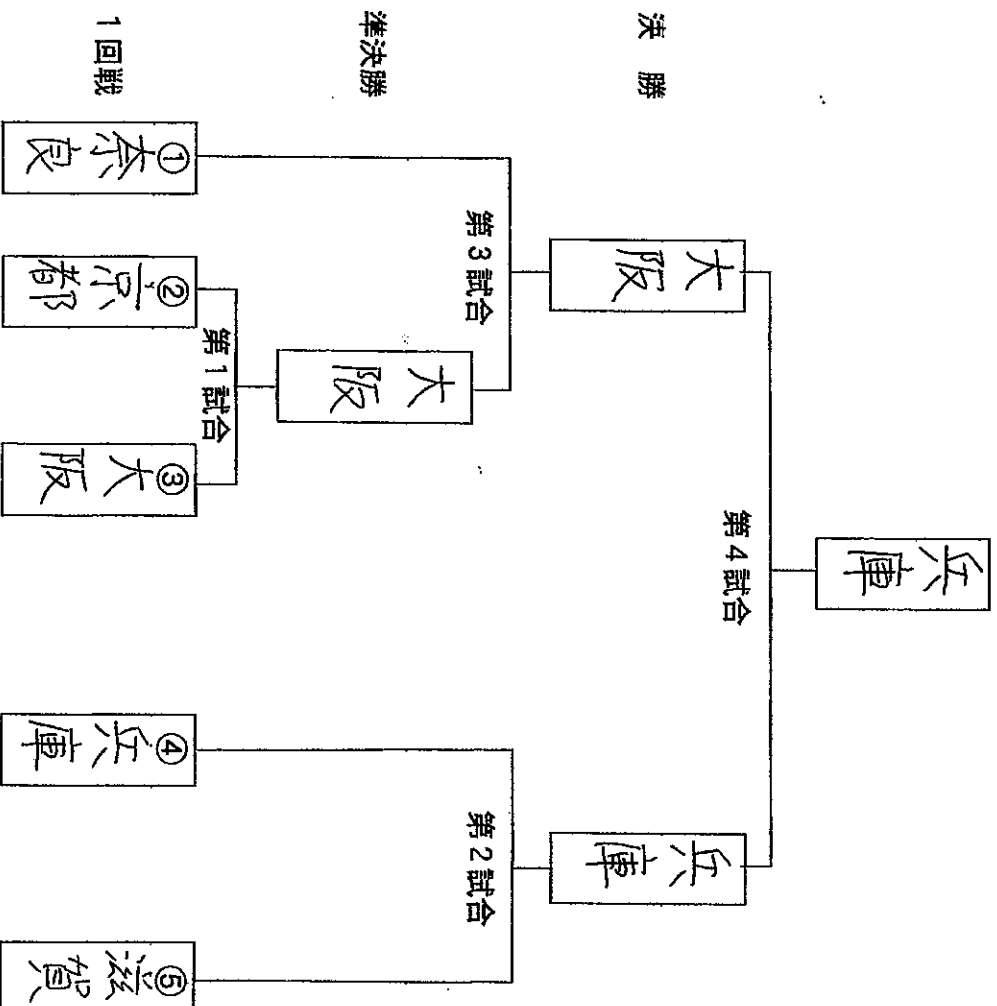 決 勝
準決勝
1回戦
兵庫
第4試合
大阪
兵庫
第3試合
第2試合
大阪
第1試合
①奈良
②京都
③大阪
④兵庫
⑤滋賀